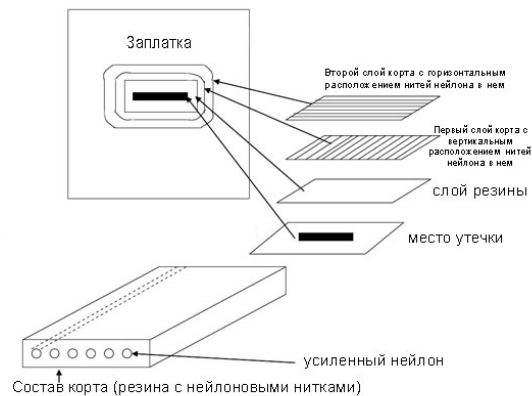 Заплатка
Второй слой корта с горизонтальным
расположением нитей нейлона в нем
Первый слой корта с
вертикальным
расположением нитей
нейлона в нем
слой резины
место утечки
усиленный нейлон
Состав корта (резина с нейлоновыми нитками)